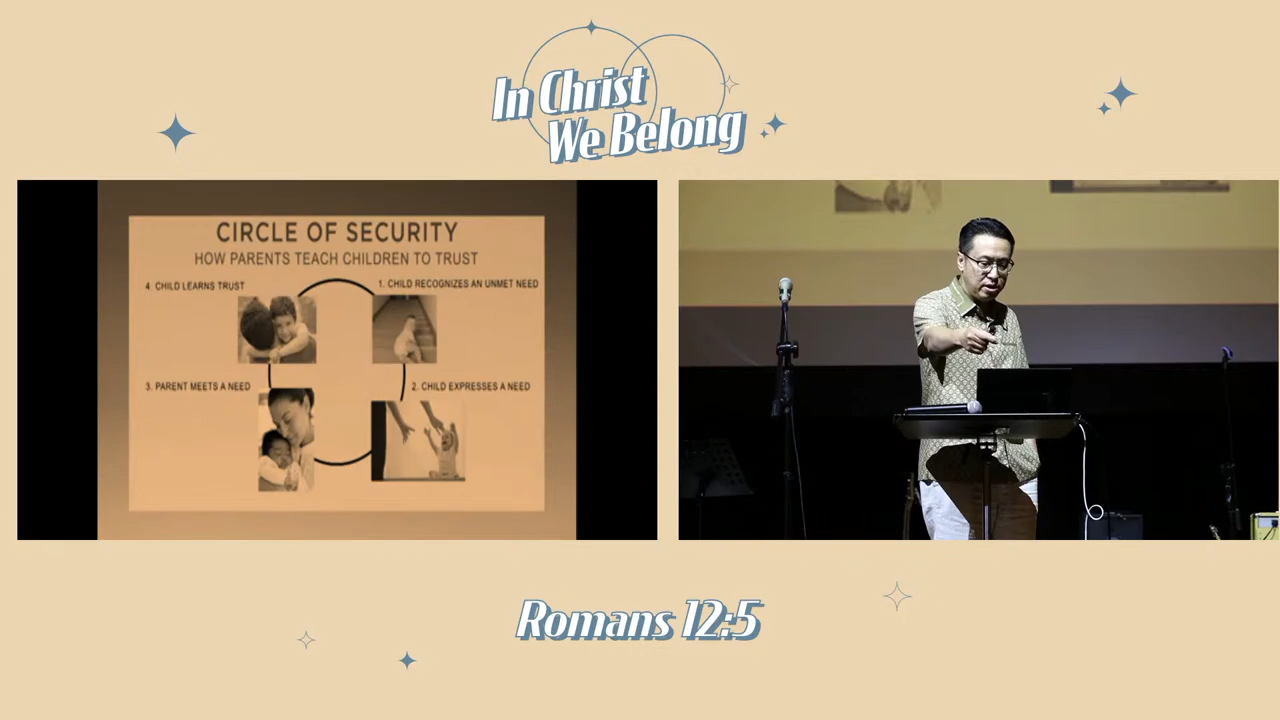 In Christ
We Belong
CIRCLE OF SECURITY
HOW PARENTS TEACH CHILDREN TO TRUST
4 CHILD LEARNS TRUST
1. CHILD RECOGNIZES AN UNMET NEED
3. PARENT MEETS A NEED
2. CHILD EXPRESSES A NEED
Romans 12:5